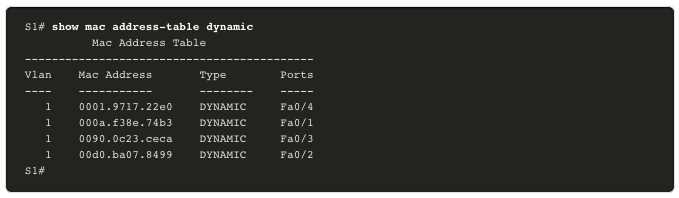 S1# show mac address-table dynamic
          Mac Address Table
-------------------------------------------
Vlan    Mac Address       Type        Ports
----    -----------       --------    -----
   1    0001.9717.22e0    DYNAMIC     Fa0/4
   1    000a.f38e.74b3    DYNAMIC     Fa0/1
   1    0090.0c23.ceca    DYNAMIC     Fa0/3
   1    00d0.ba07.8499    DYNAMIC     Fa0/2
S1#